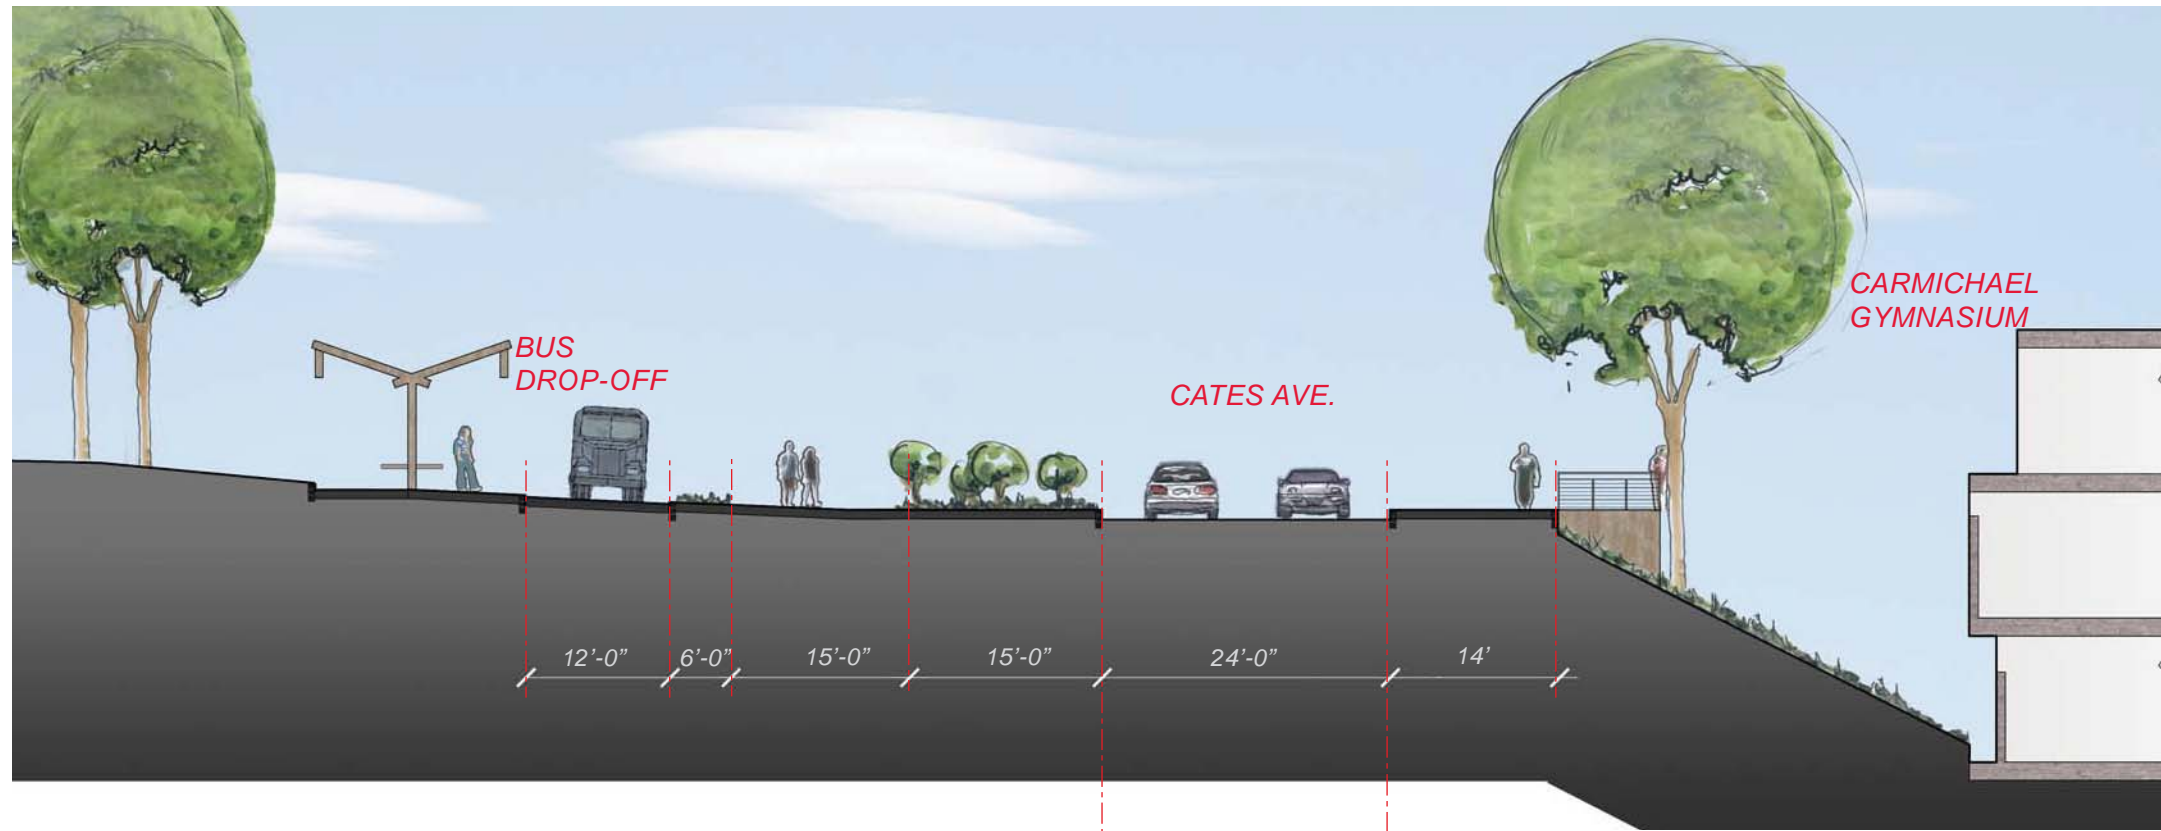 CARMICHAEL
GYMNASIUM
BUS
DROP-OFF
CATES AVE.
12’-0”
6’-0”
15’-0”
15’-0”
24’-0”
14’